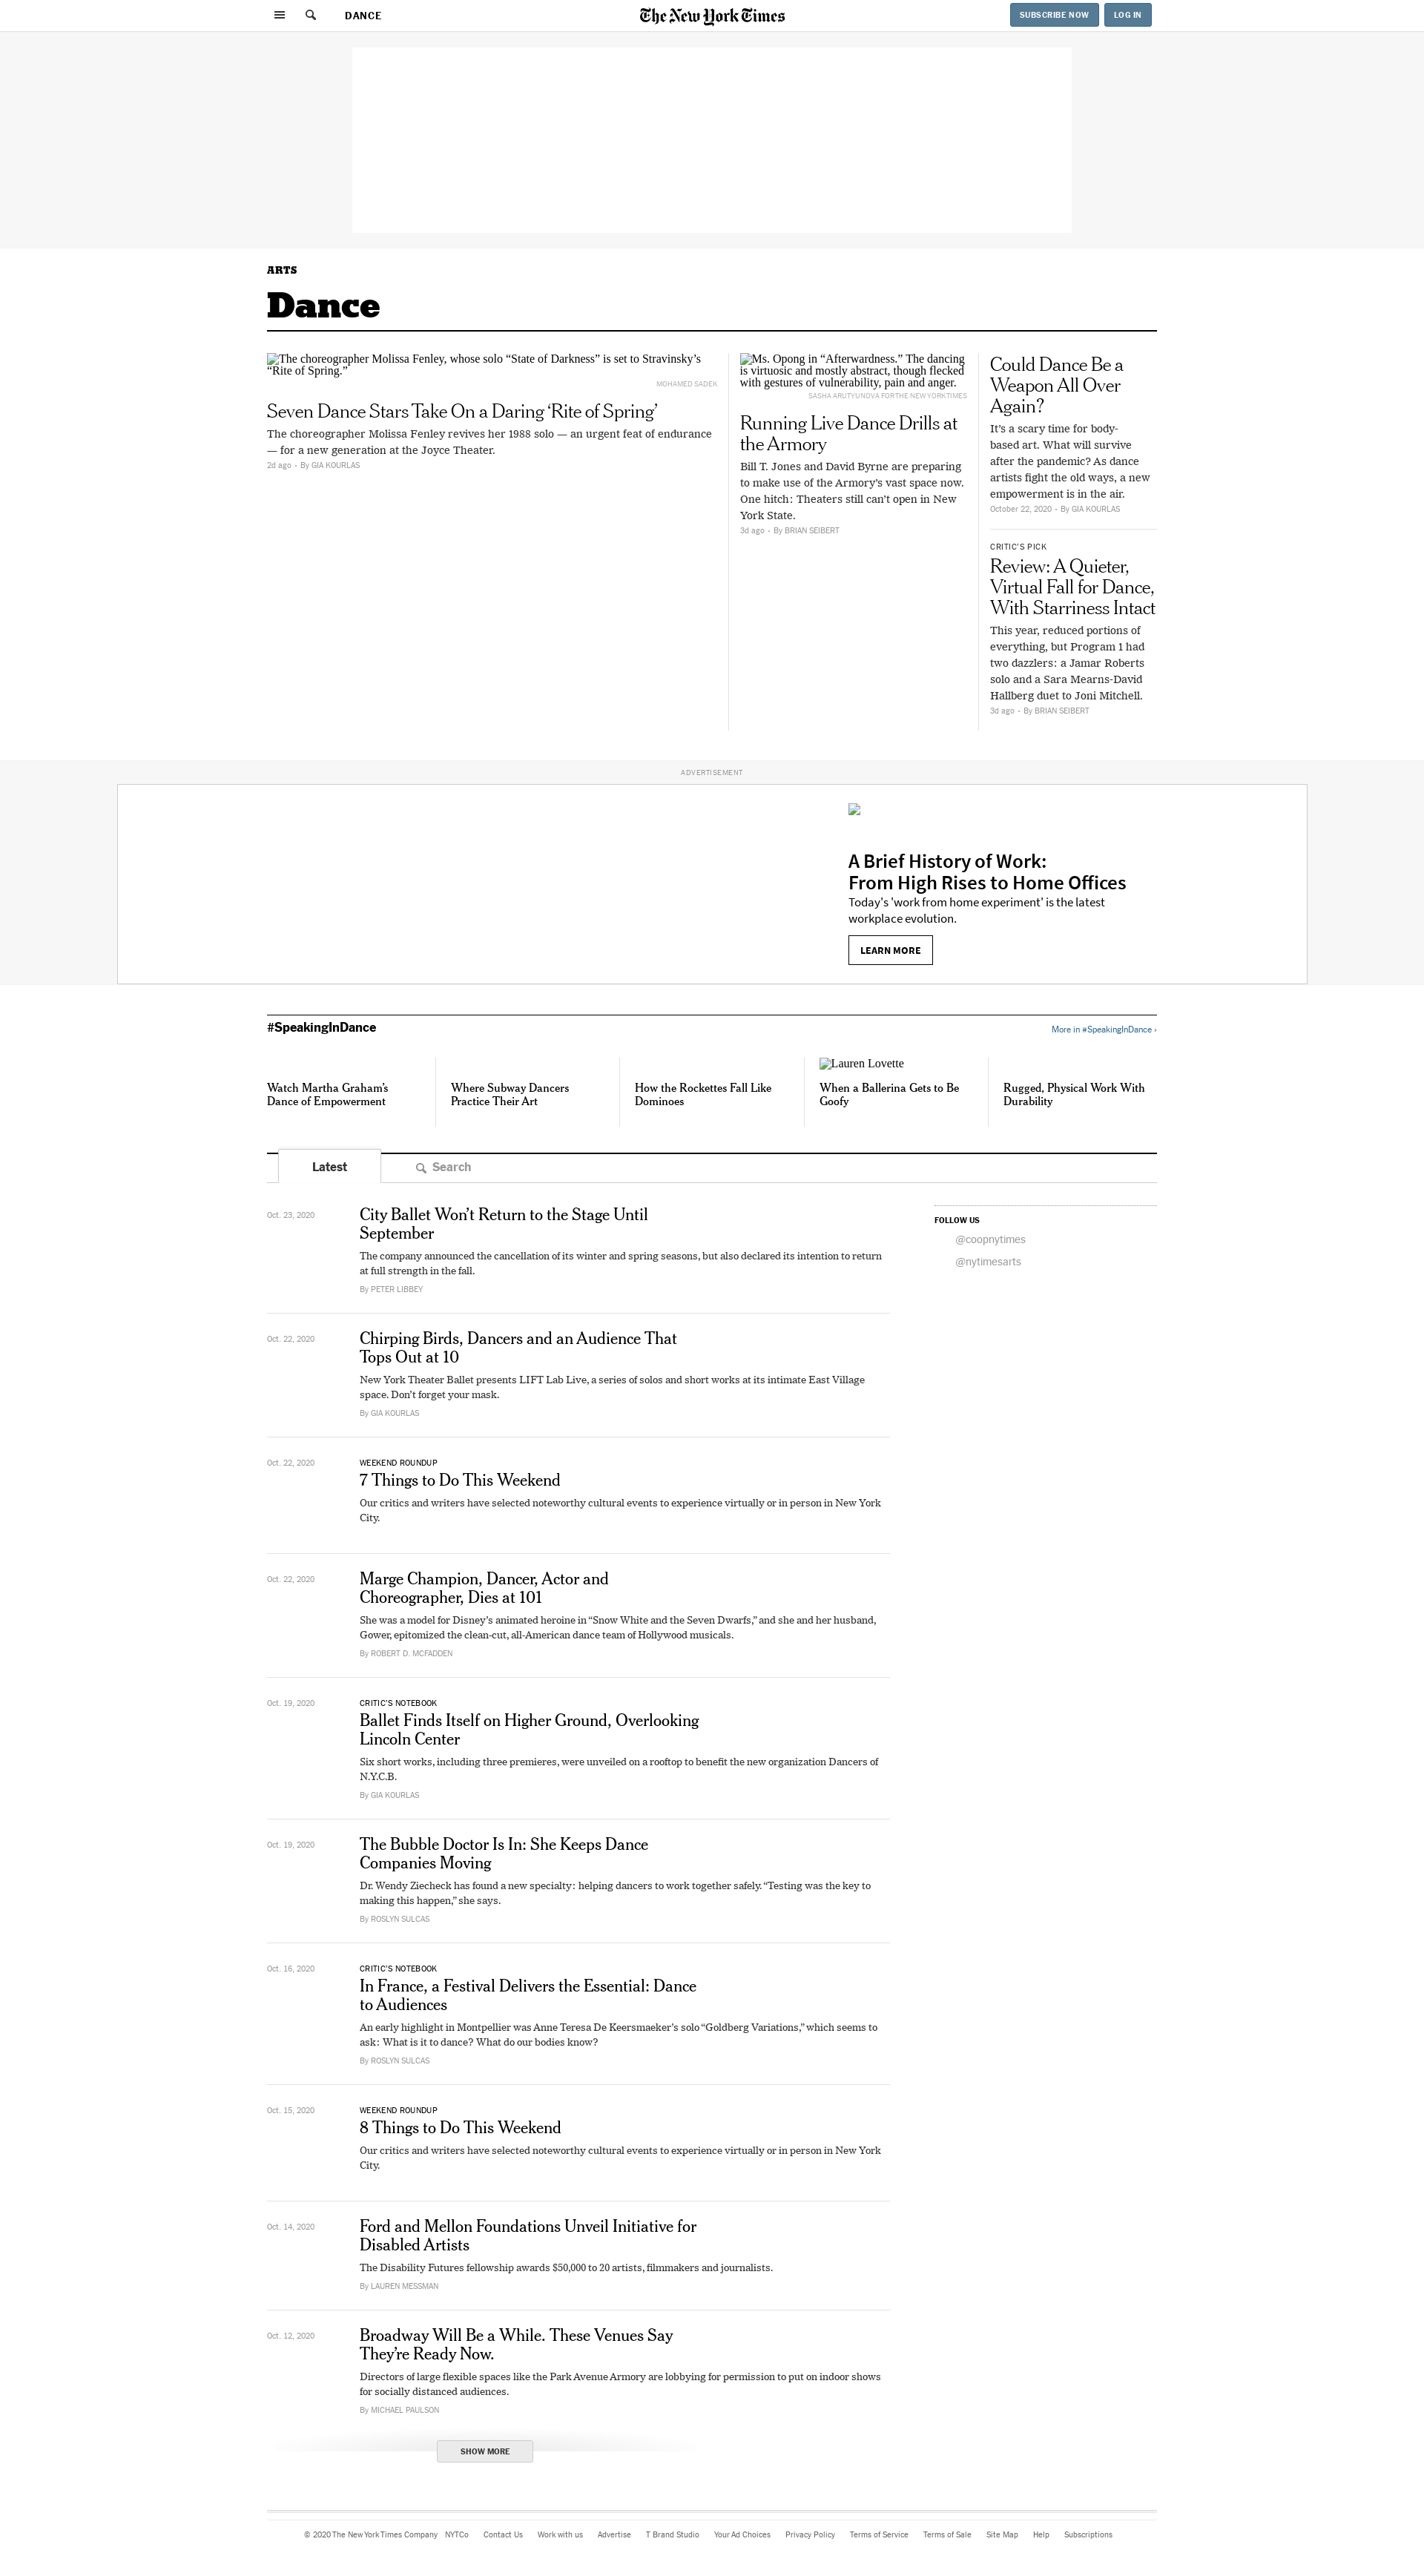 DANCE
The New York Times
SUBSCRIBE NOW
LOG IN
ARTS
Dance
The choreographer Molissa Fenley, whose solo “State of Darkness” is set to Stravinsky’s
“Rite of Spring.”
MOHAMED SADEK
Seven Dance Stars Take On a Daring ‘Rite of Spring’
The choreographer Molissa Fenley revives her 1988 solo — an urgent feat of endurance
— for a new generation at the Joyce Theater.
2d ago • By GIA KOURLAS
Ms. Opong in “Afterwardness.” The dancing
is virtuosic and mostly abstract, though flecked
with gestures of vulnerability, pain and anger.
SASHA ARUTYUNOVA FOR THE NEW YORK TIMES
Running Live Dance Drills at
the Armory
Bill T. Jones and David Byrne are preparing
to make use of the Armory’s vast space now.
One hitch: Theaters still can’t open in New
York State.
3d ago • By BRIAN SEIBERT
Could Dance Be a
Weapon All Over
Again?
It’s a scary time for body-
based art. What will survive
after the pandemic? As dance
artists fight the old ways, a new
empowerment is in the air.
October 22, 2020 • By GIA KOURLAS
CRITIC’S PICK
Review: A Quieter,
Virtual Fall for Dance,
With Starriness Intact
This year, reduced portions of
everything, but Program 1 had
two dazzlers: a Jamar Roberts
solo and a Sara Mearns-David
Hallberg duet to Joni Mitchell.
3d ago • By BRIAN SEIBERT
ADVERTISEMENT
A Brief History of Work:
From High Rises to Home Offices
Today's 'work from home experiment' is the latest
workplace evolution.
LEARN MORE
#SpeakingInDance
More in #SpeakingInDance ›
Watch Martha Graham’s
Dance of Empowerment
Where Subway Dancers
Practice Their Art
How the Rockettes Fall Like
Dominoes
Lauren Lovette
When a Ballerina Gets to Be
Goofy
Rugged, Physical Work With
Durability
Latest
Search
Oct. 23, 2020
City Ballet Won’t Return to the Stage Until
September
The company announced the cancellation of its winter and spring seasons, but also declared its intention to return
at full strength in the fall.
By PETER LIBBEY
FOLLOW US
@coopnytimes
@nytimesarts
Oct. 22, 2020
Chirping Birds, Dancers and an Audience That
Tops Out at 10
New York Theater Ballet presents LIFT Lab Live, a series of solos and short works at its intimate East Village
space. Don’t forget your mask.
By GIA KOURLAS
Oct. 22, 2020
WEEKEND ROUNDUP
7 Things to Do This Weekend
Our critics and writers have selected noteworthy cultural events to experience virtually or in person in New York
City.
Oct. 22, 2020
Marge Champion, Dancer, Actor and
Choreographer, Dies at 101
She was a model for Disney’s animated heroine in “Snow White and the Seven Dwarfs,” and she and her husband,
Gower, epitomized the clean-cut, all-American dance team of Hollywood musicals.
By ROBERT D. MCFADDEN
Oct. 19, 2020
CRITIC’S NOTEBOOK
Ballet Finds Itself on Higher Ground, Overlooking
Lincoln Center
Six short works, including three premieres, were unveiled on a rooftop to benefit the new organization Dancers of
N.Y.C.B.
By GIA KOURLAS
Oct. 19, 2020
The Bubble Doctor Is In: She Keeps Dance
Companies Moving
Dr. Wendy Ziecheck has found a new specialty: helping dancers to work together safely. “Testing was the key to
making this happen,” she says.
By ROSLYN SULCAS
Oct. 16, 2020
CRITIC’S NOTEBOOK
In France, a Festival Delivers the Essential: Dance
to Audiences
An early highlight in Montpellier was Anne Teresa De Keersmaeker’s solo “Goldberg Variations,” which seems to
ask: What is it to dance? What do our bodies know?
By ROSLYN SULCAS
Oct. 15, 2020
WEEKEND ROUNDUP
8 Things to Do This Weekend
Our critics and writers have selected noteworthy cultural events to experience virtually or in person in New York
City.
Oct. 14, 2020
Ford and Mellon Foundations Unveil Initiative for
Disabled Artists
The Disability Futures fellowship awards $50,000 to 20 artists, filmmakers and journalists.
By LAUREN MESSMAN
Oct. 12, 2020
Broadway Will Be a While. These Venues Say
They’re Ready Now.
Directors of large flexible spaces like the Park Avenue Armory are lobbying for permission to put on indoor shows
for socially distanced audiences.
By MICHAEL PAULSON
SHOW MORE
© 2020 The New York Times Company NYTCo Contact Us Work with us Advertise T Brand Studio Your Ad Choices Privacy Policy Terms of Service Terms of Sale Site Map Help Subscriptions